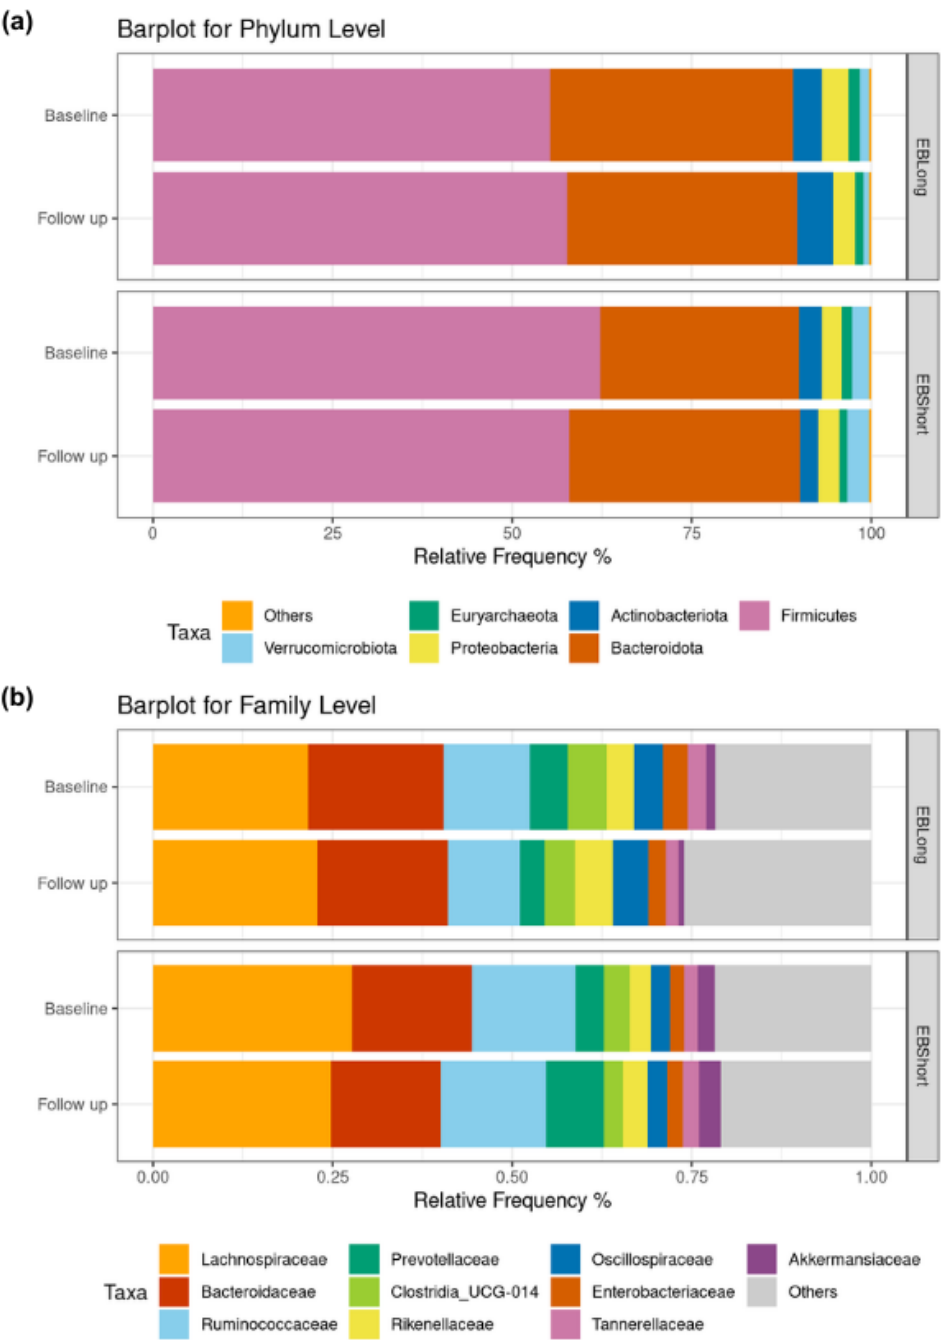 (a)
Barplot for Phylum Level
Baseline
Follow up
EBLong
Baseline
Follow up
EBShort
0 25 50 75 100
Relative Frequency %
Taxa
Others Euryarchaeota Actinobacteriota Firmicutes
Verrucomicrobiota Proteobacteria Bacteroidota
(b)
Barplot for Family Level
Baseline
Follow up
EBLong
Baseline
Follow up
EBShort
0.00 0.25 0.50 0.75 1.00
Relative Frequency %
Taxa
Lachnospiraceae Prevotellaceae Oscillospiraceae Akkermansiaceae
Bacteroidaceae Clostridia_UCG-014 Enterobacteriaceae Others
Ruminococcaceae Rikenellaceae Tannerellaceae